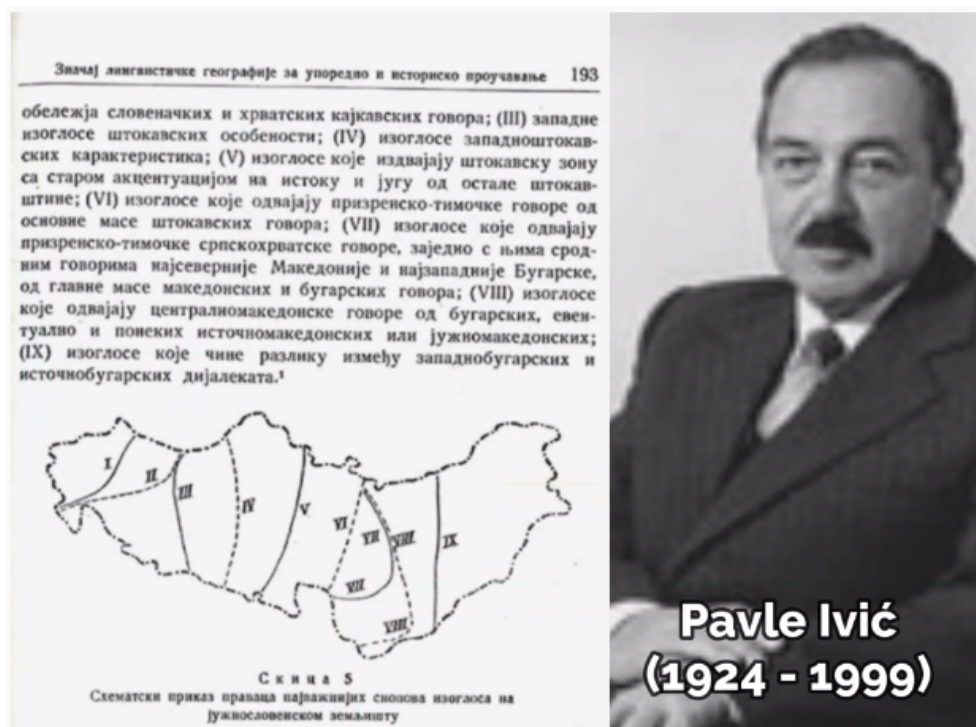 Значај лингвистичке географије за упоредно и историско проучавање 193
обележја словеначких и хрватских кајкавских говора; (III) западне
изоглосе штокавских особености; (IV) изоглосе западноштокав-
ских карактеристика; (V) изоглосе које издвајају штокавску зону
са старом акцентуацијом на истоку и југу од остале штокав-
штине; (VI) изоглосе које одвајају призренско-тимочке говоре од
основне масе штокавских говора; (VII) изоглосе које одвајају
призренско-тимочке српскохрватске говоре, заједно с њима срод-
ним говорима најсеверније Македоније и најзападније Бугарске,
од главне масе македонских и бугарских говора; (VIII) изоглосе
које одвајају централномакедонске говоре од бугарских, евен-
туално и понеких источномакедонских или јужномакедонских;
(IX) изоглосе које чине разлику између западнобугарских и
источнобугарских дијалеката.¹
I
II
III
IV
V
VI
VII
VIII
IX
VII
VIII
Скица 5
Схематски приказ праваца најважнијих снопова изоглоса на
јужнословенском земљишту
Pavle Ivić
(1924 - 1999)